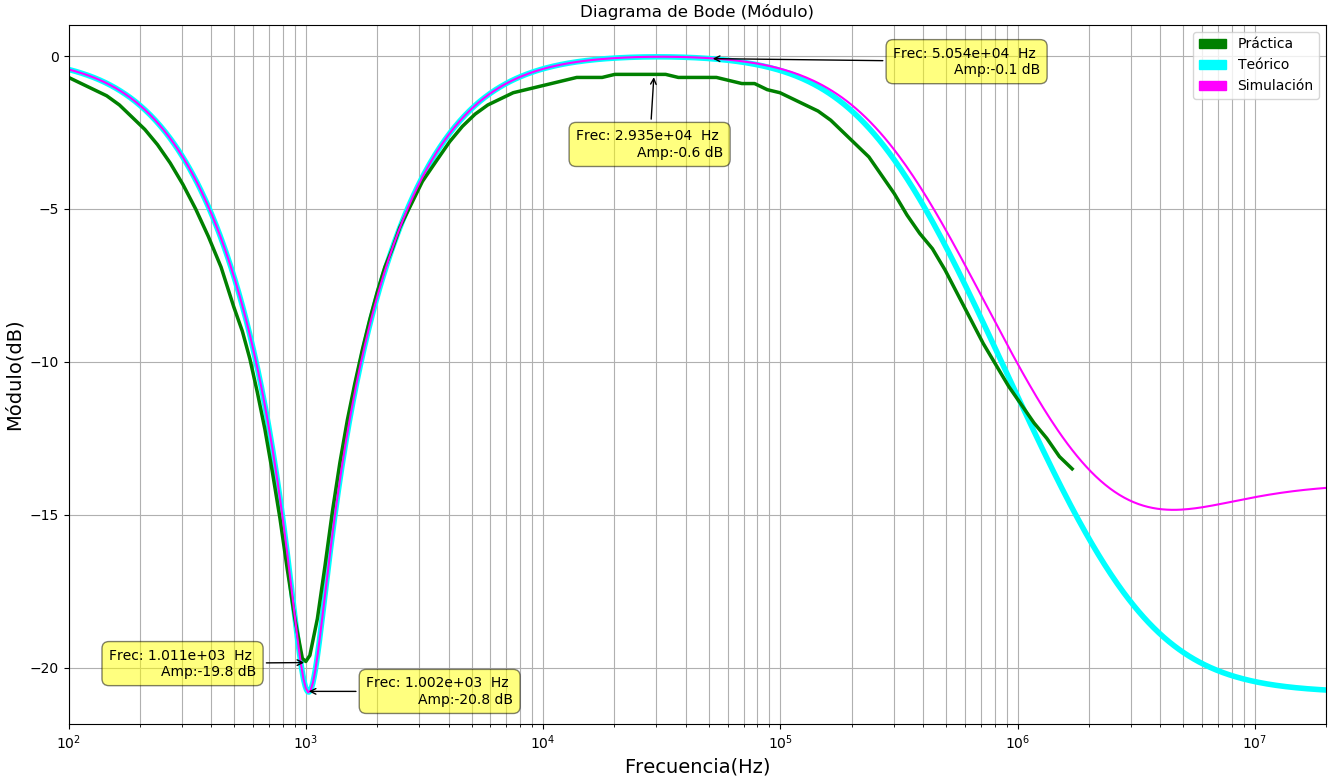 Diagrama de Bode (Módulo)
Práctica
Teórico
Simulación
Frec: 5.054e+04 Hz
Amp:-0.1 dB
Frec: 2.935e+04 Hz
Amp:-0.6 dB
Frec: 1.011e+03 Hz
Amp:-19.8 dB
Frec: 1.002e+03 Hz
Amp:-20.8 dB
Módulo(dB)
0
−5
−10
−15
−20
10²
10³
10⁴
10⁵
10⁶
10⁷
Frecuencia(Hz)